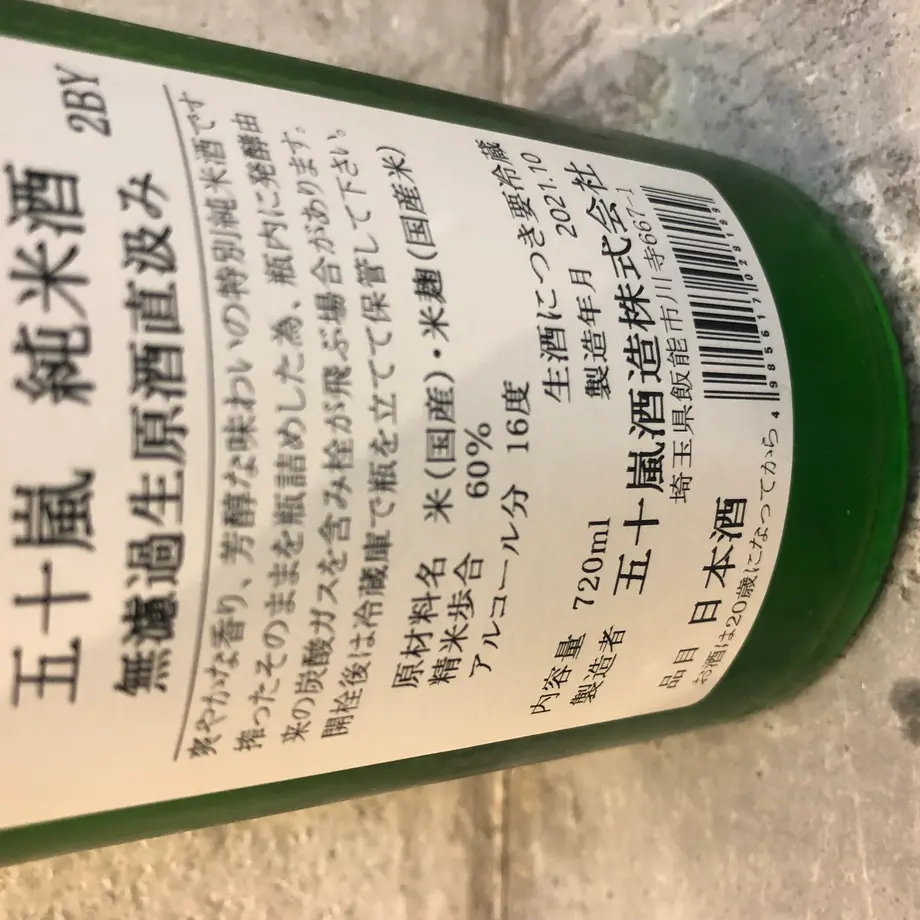 五十嵐 純米酒 2BY
無濾過生原酒直汲み
爽やかな香り、芳醇な味わいの特別純米酒です
搾ったそのままを瓶詰めした為、瓶内に発酵由
来の炭酸ガスを含み栓が飛ぶ場合があります。
開栓後は冷蔵庫で瓶を立てて保管して下さい。
原材料名 米(国産)・米麹(国産米)
精米歩合 60%
アルコール分 16度
生酒につき要冷蔵
内容量 720ml 製造年月 2021.10
製造者 五十嵐酒造株式会社
埼玉県飯能市川寺667-1
品目 日本酒
お酒は20歳になってから
4 985617 028189